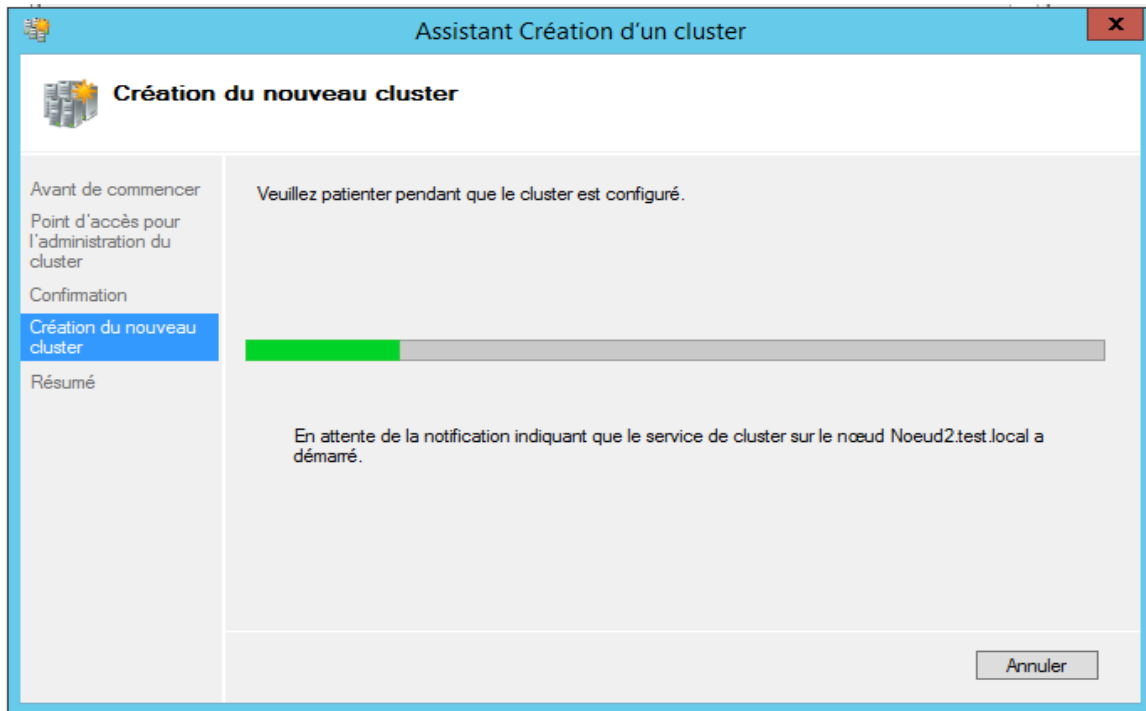 Assistant Création d'un cluster
x
Création du nouveau cluster
Avant de commencer
Point d'accès pour
l'administration du
cluster
Confirmation
Création du nouveau
cluster
Résumé
Veuillez patienter pendant que le cluster est configuré.
En attente de la notification indiquant que le service de cluster sur le nœud Noeud2.test.local a
démarré.
Annuler